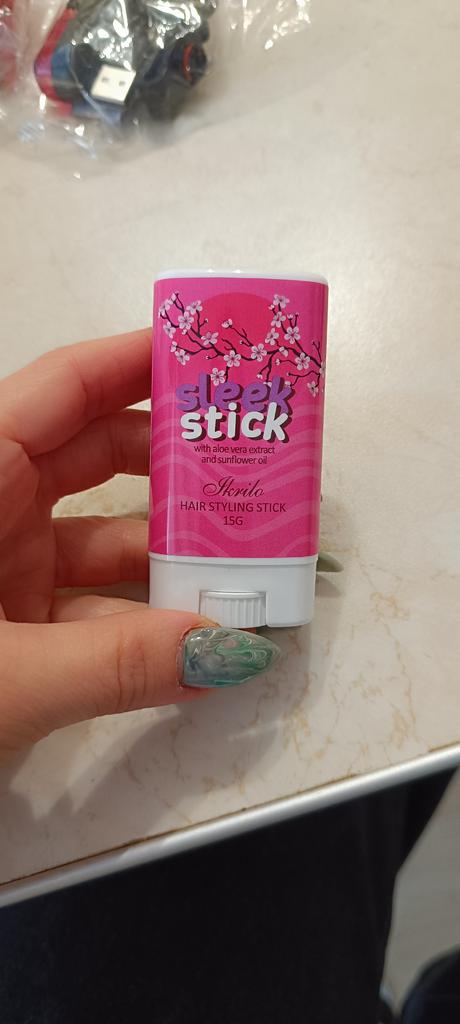 sleek
stick
with aloe vera extract
and sunflower oil
Ikrilo
HAIR STYLING STICK
15G